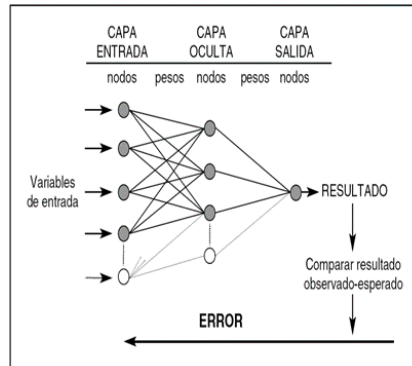 CAPA CAPA CAPA
ENTRADA OCULTA SALIDA
nodos pesos nodos pesos nodos
Variables
de entrada
RESULTADO
Comparar resultado
observado-esperado
ERROR